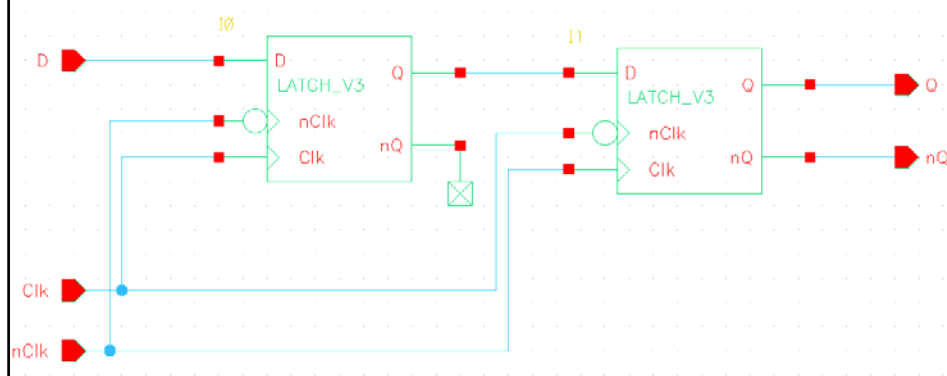 I0
I1
D
D
Q
D
Q
Q
LATCH_V3
LATCH_V3
nClk
nClk
Clk
nQ
Clk
nQ
nQ
Clk
nClk